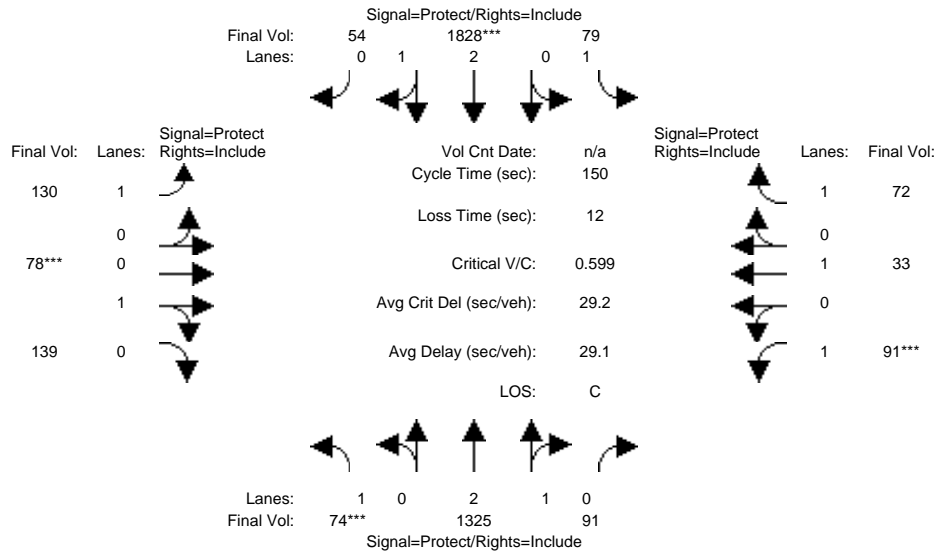 Signal=Protect/Rights=Include
Final Vol: 54 1828*** 79
Lanes: 0 1 2 0 1
Signal=Protect
Final Vol: Lanes: Rights=Include
Vol Cnt Date: n/a
Signal=Protect
Rights=Include Lanes: Final Vol:
Cycle Time (sec): 150
130 1
1 72
Loss Time (sec): 12
0
0
78*** 0
Critical V/C: 0.599
1 33
1
Avg Crit Del (sec/veh): 29.2
0
139 0
Avg Delay (sec/veh): 29.1
1 91***
LOS: C
Lanes: 1 0 2 1 0
Final Vol: 74*** 1325 91
Signal=Protect/Rights=Include